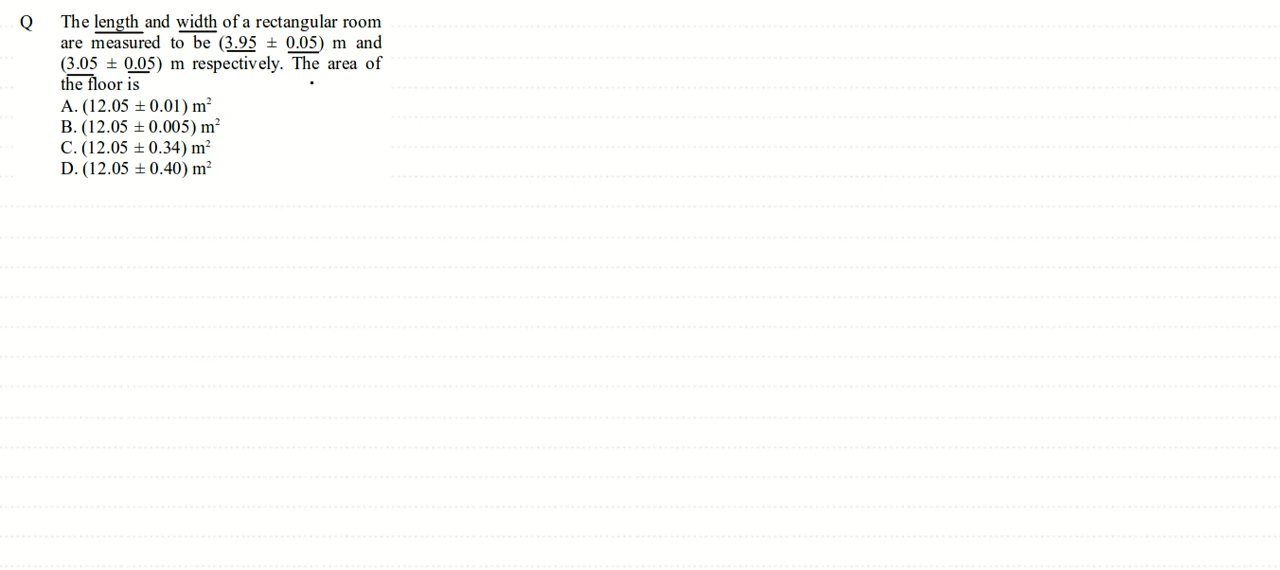 Q The length and width of a rectangular room
are measured to be (3.95 ± 0.05) m and
(3.05 ± 0.05) m respectively. The area of
the floor is
A. (12.05 ± 0.01) m²
B. (12.05 ± 0.005) m²
C. (12.05 ± 0.34) m²
D. (12.05 ± 0.40) m²